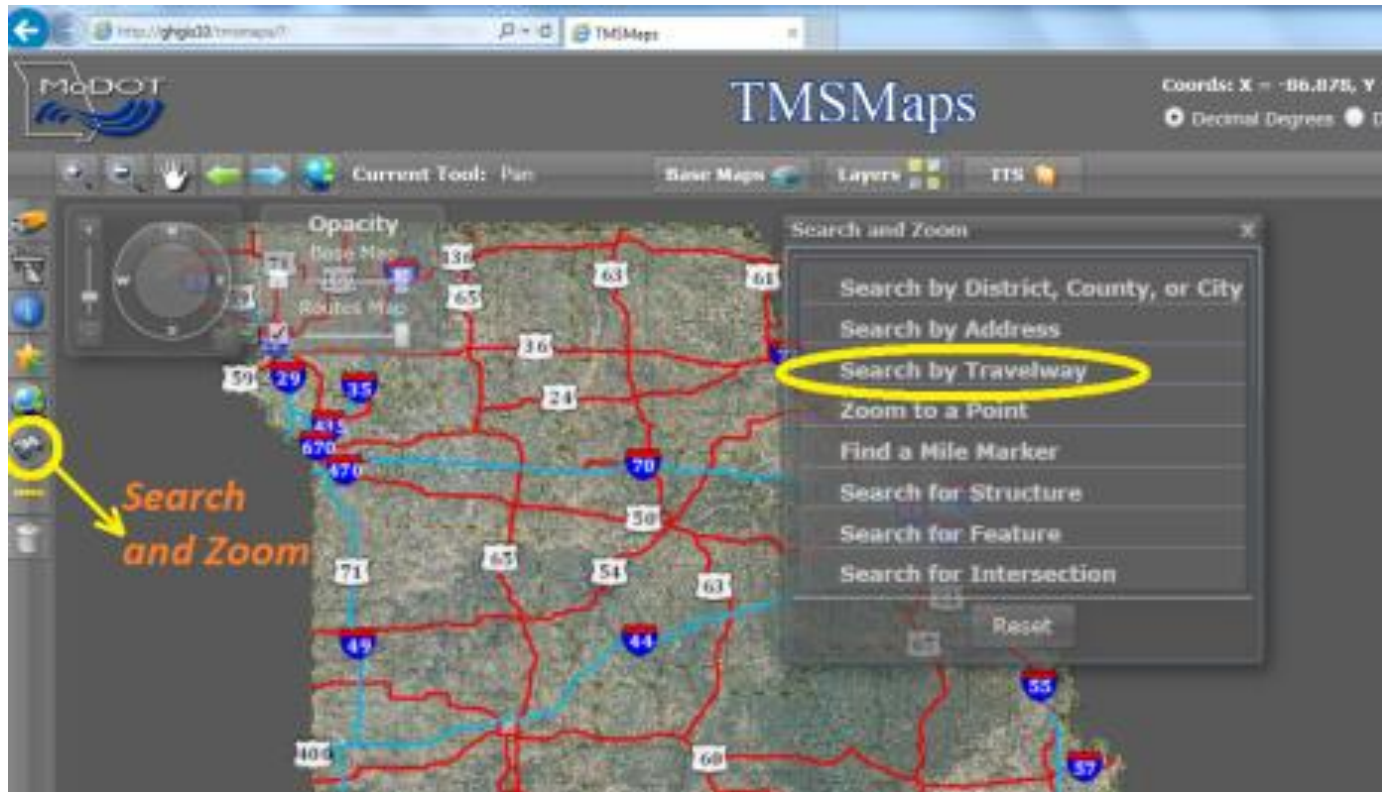 TMSMaps
MoDOT
TMSMaps
Coords: X = -86.878, Y
Decimal Degrees
Current Tool: Pan
Base Maps
Layers
ITS
Opacity
Base Map
Routes Map
Search and Zoom
Search by District, County, or City
Search by Address
Search by Travelway
Zoom to a Point
Find a Mile Marker
Search for Structure
Search for Feature
Search for Intersection
Reset
Search
and Zoom
136
63
61
65
36
59
29
35
24
435
670
470
70
50
65
54
71
63
49
44
55
400
60
57